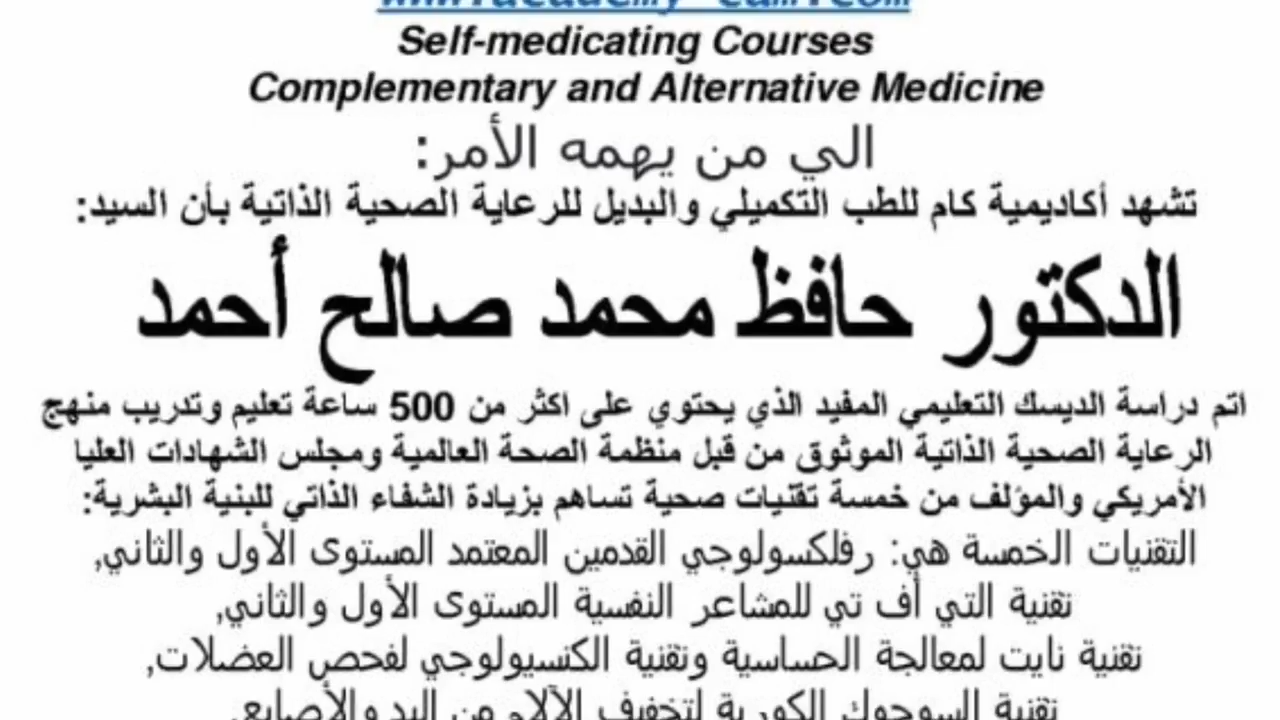 Self-medicating Courses
Complementary and Alternative Medicine
الي من يهمه الأمر:
تشهد أكاديمية كام للطب التكميلي والبديل للرعاية الصحية الذاتية بأن السيد:
الدكتور حافظ محمد صالح أحمد
اتم دراسة الديسك التعليمي المفيد الذي يحتوي على اكثر من 500 ساعة تعليم وتدريب منهج
الرعاية الصحية الذاتية الموثوق من قبل منظمة الصحة العالمية ومجلس الشهادات العليا
الأمريكي والمؤلف من خمسة تقنيات صحية تساهم بزيادة الشفاء الذاتي للبنية البشرية:
التقنيات الخمسة هي: رفلكسولوجي القدمين المعتمد المستوى الأول والثاني,
تقنية التي أف تي للمشاعر النفسية المستوى الأول والثاني,
تقنية نايت لمعالجة الحساسية وتقنية الكنسيولوجي لفحص العضلات,
تقنية السوجوك الكورية لتخفيف الآلام من اليد والأصابع.